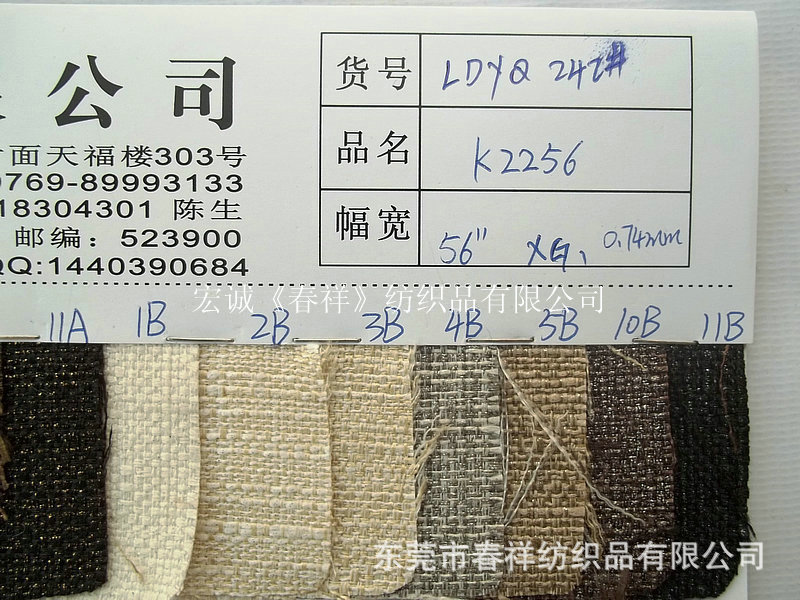 公司
货号 LDYQ 242#
面天福楼303号
品名 K2256
0769-89993133
18304301 陈生
邮编：523900
幅宽 56" 0.74mm
QQ:1440390684
宏诚《春祥》纺织品有限公司
11A 1B 2B 3B 4B 5B 10B 11B
东莞市春祥纺织品有限公司